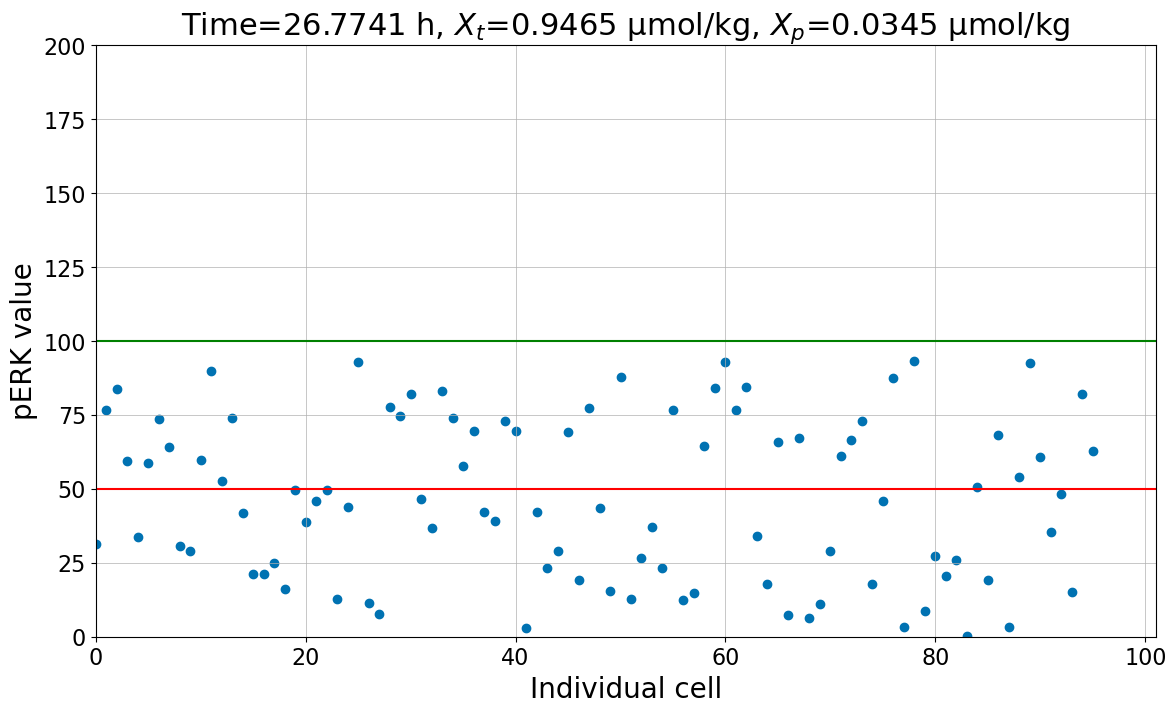 Time=26.7741 h, $X_t$=0.9465 μmol/kg, $X_p$=0.0345 μmol/kg
200
175
150
125
100
75
50
25
0
pERK value
0 20 40 60 80 100
Individual cell